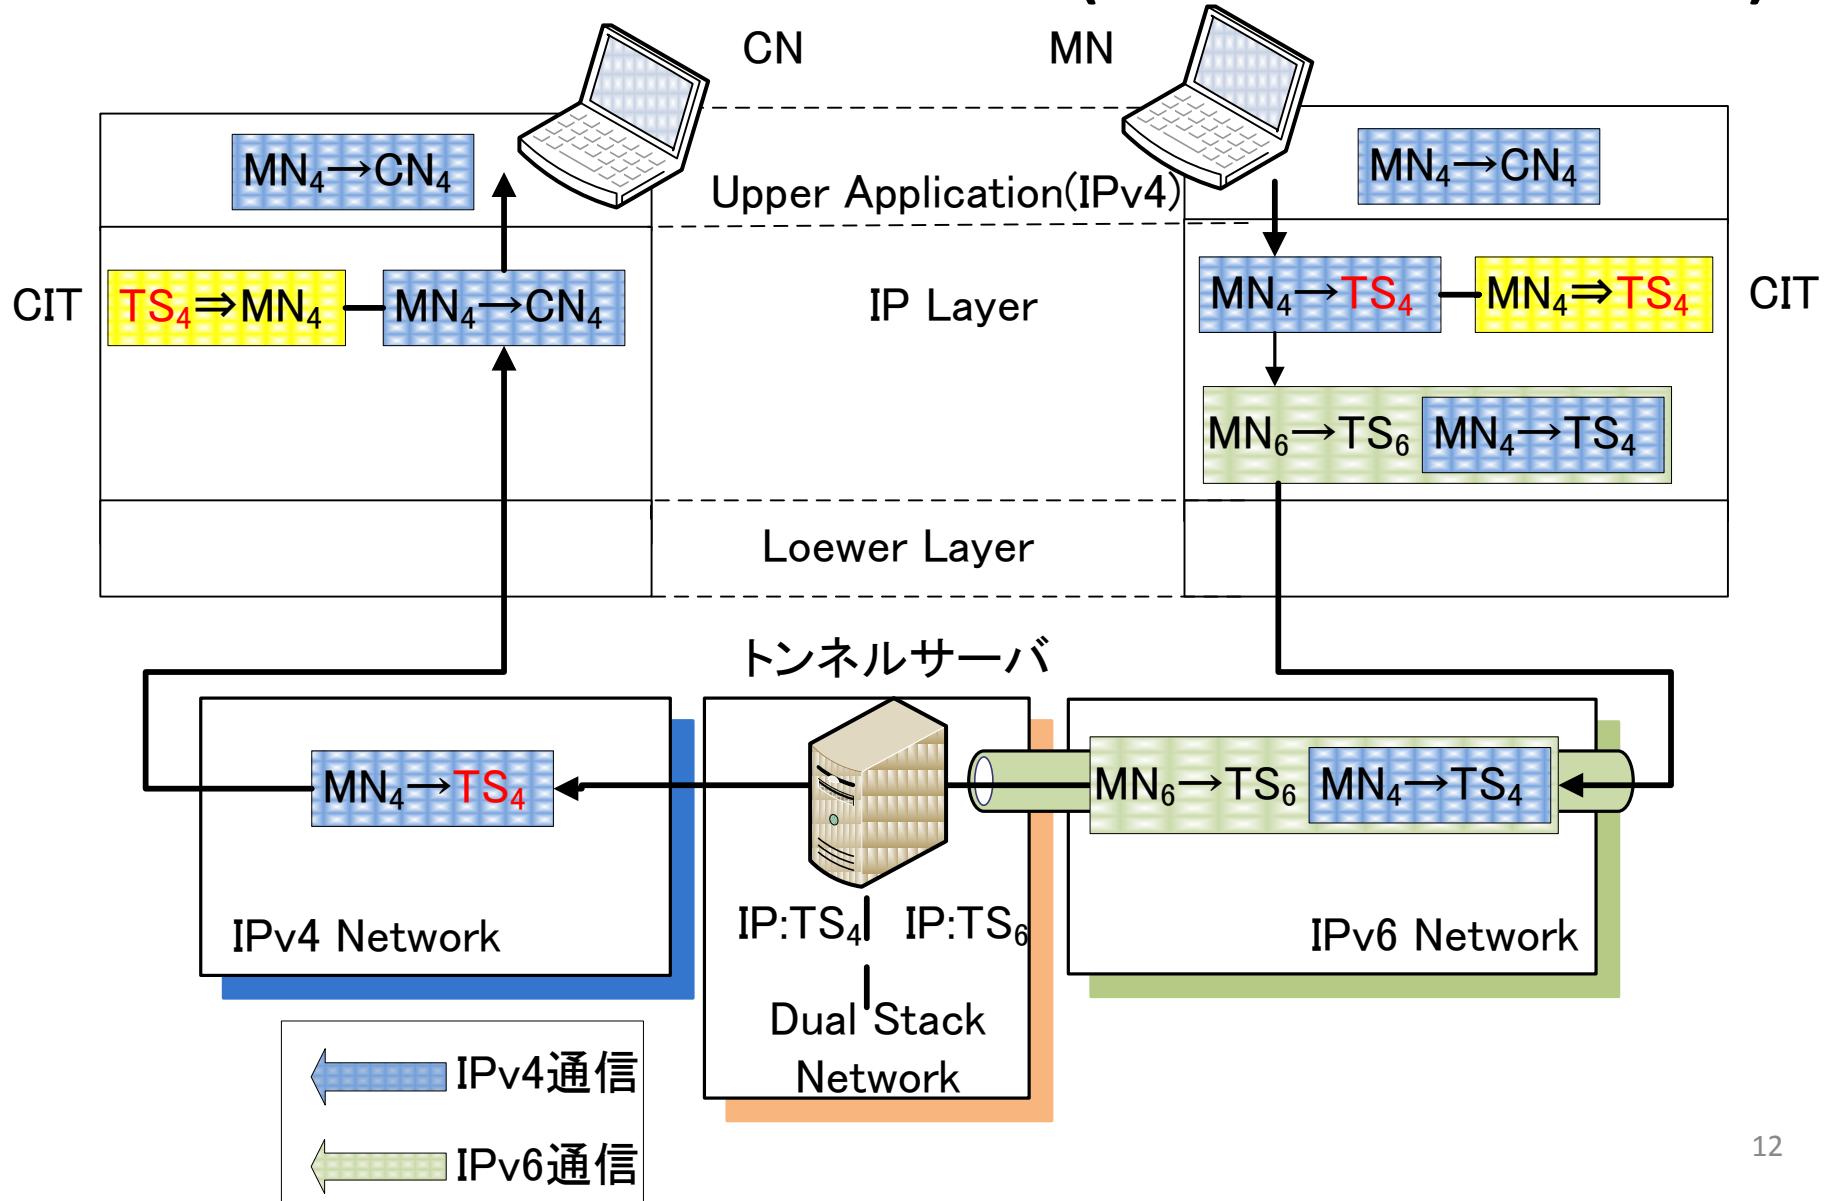 CN
MN
MN₄→CN₄
MN₄→CN₄
Upper Application(IPv4)
CIT
TS₄⇒MN₄
MN₄→CN₄
IP Layer
MN₄→TS₄
MN₄⇒TS₄
CIT
MN₆→TS₆
MN₄→TS₄
Loewer Layer
トンネルサーバ
MN₄→TS₄
MN₆→TS₆
MN₄→TS₄
IPv4 Network
IP:TS₄
IP:TS₆
IPv6 Network
Dual Stack
Network
IPv4通信
IPv6通信
12